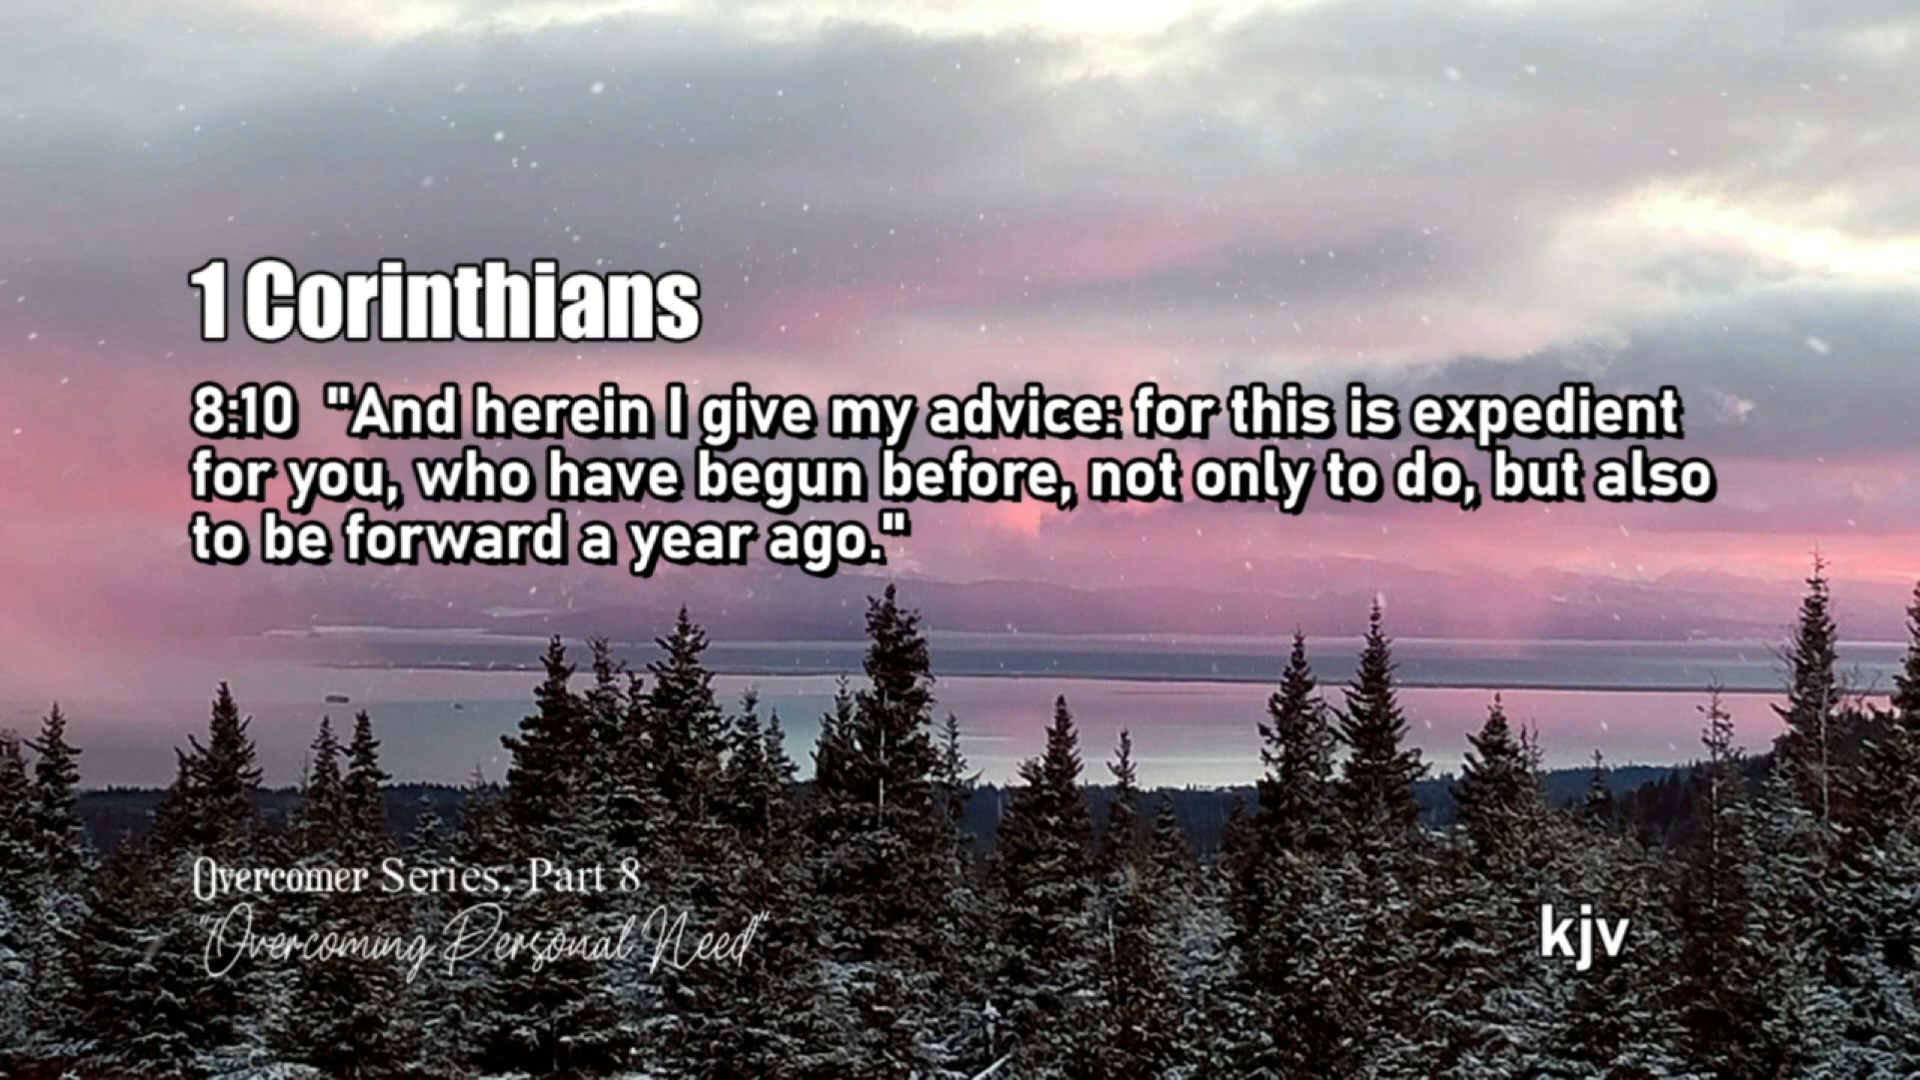 1 Corinthians
8:10 "And herein I give my advice: for this is expedient
for you, who have begun before, not only to do, but also
to be forward a year ago."
Overcomer Series, Part 8
"Overcoming Personal Need"
kjv